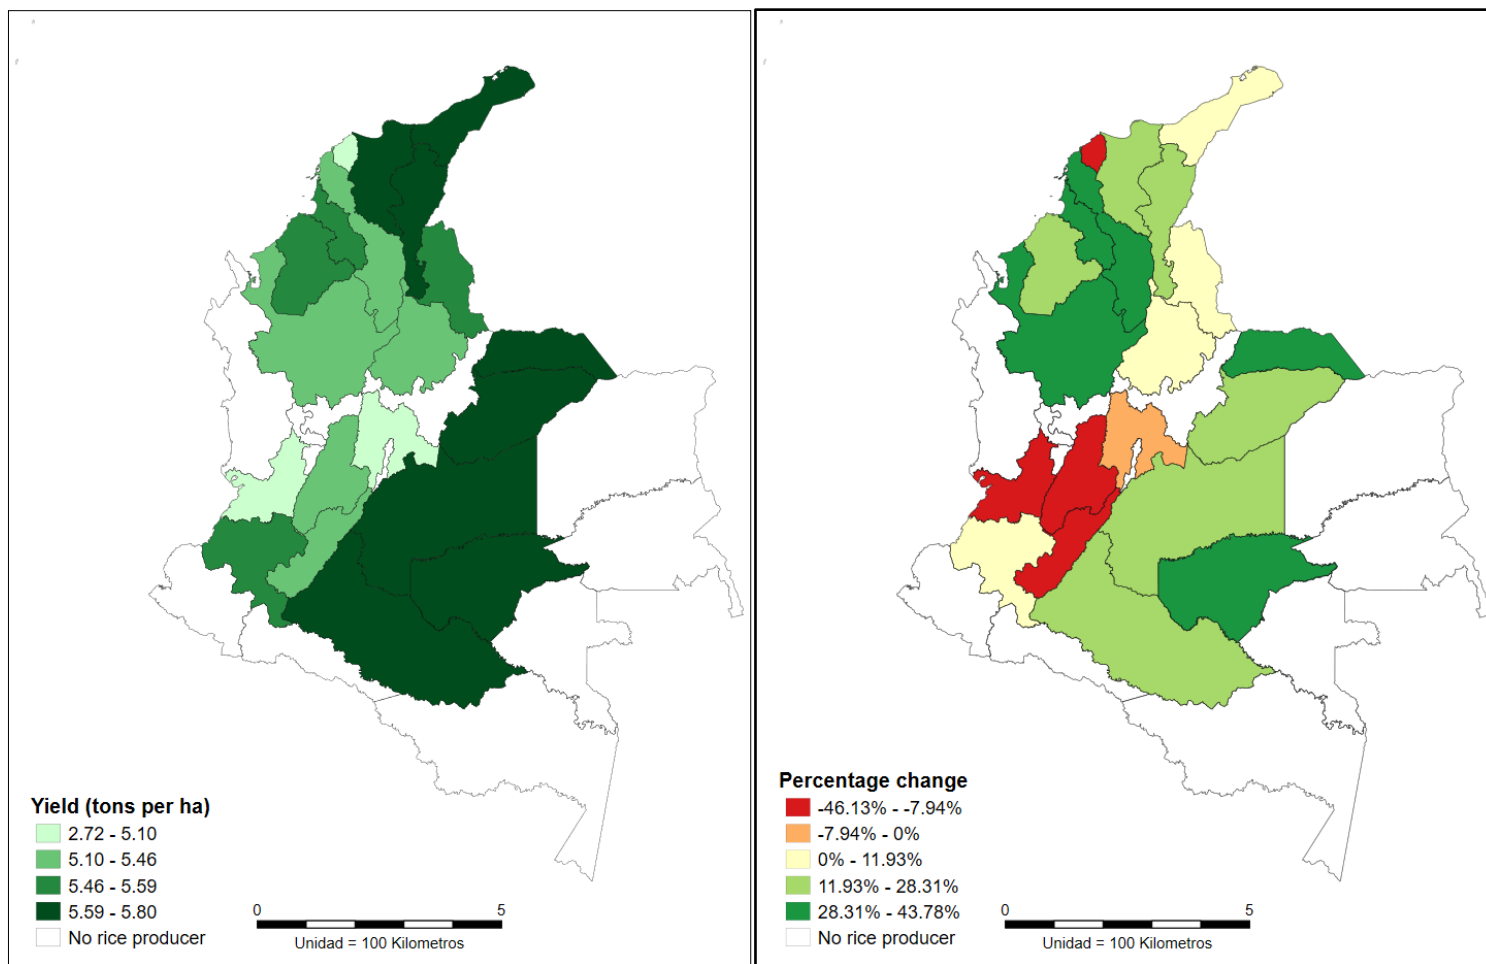 Yield (tons per ha)
2.72 - 5.10
5.10 - 5.46
5.46 - 5.59
5.59 - 5.80
No rice producer
0 5
Unidad = 100 Kilometros
Percentage change
-46.13% - -7.94%
-7.94% - 0%
0% - 11.93%
11.93% - 28.31%
28.31% - 43.78%
No rice producer
0 5
Unidad = 100 Kilometros